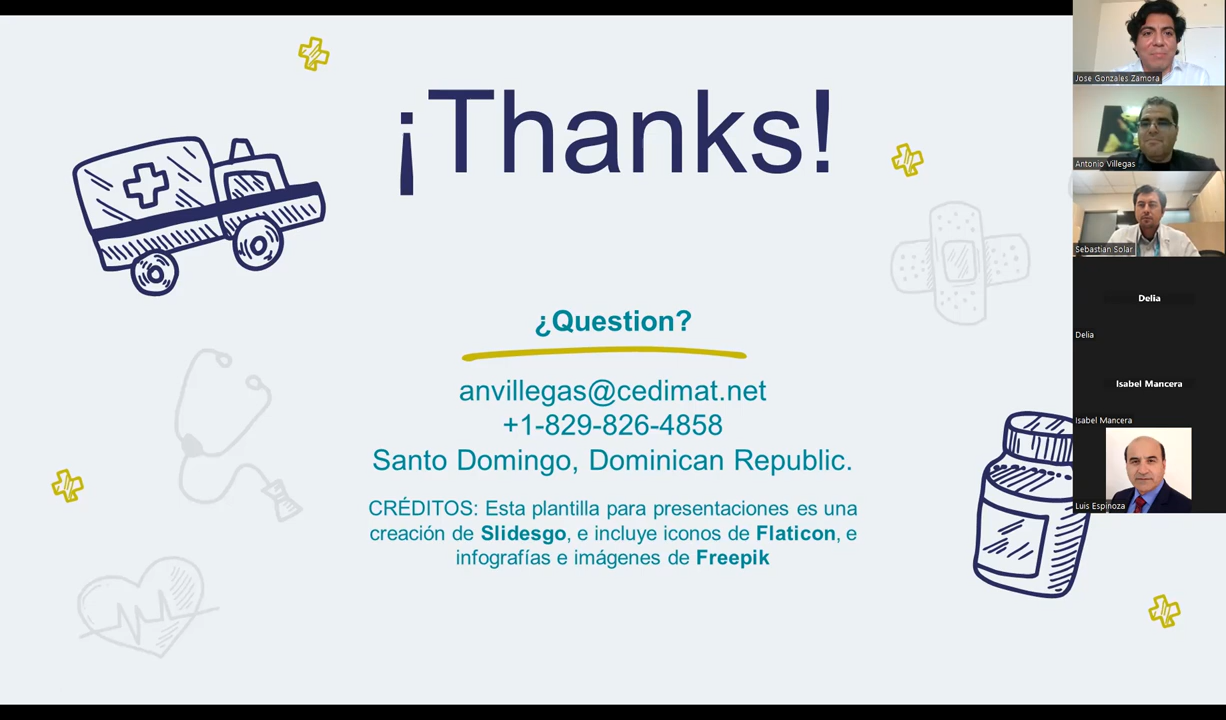 ¡Thanks!
¿Question?
anvillegas@cedimat.net
+1-829-826-4858
Santo Domingo, Dominican Republic.
CRÉDITOS: Esta plantilla para presentaciones es una
creación de Slidesgo, e incluye iconos de Flaticon, e
infografías e imágenes de Freepik
Jose Gonzales Zamora
Antonio Villegas
Sebastian Solar
Delia
Delia
Isabel Mancera
Isabel Mancera
Luis Espinoza